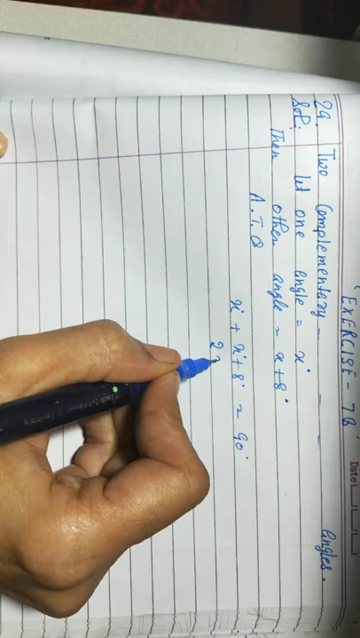 EXERCISE - 7B
Date:
29. Two Complementary - - - - angles.
Sol: let one angle = x°
Then other angle = x+8°
A.T.Q
x° + x°+8° = 90°
2